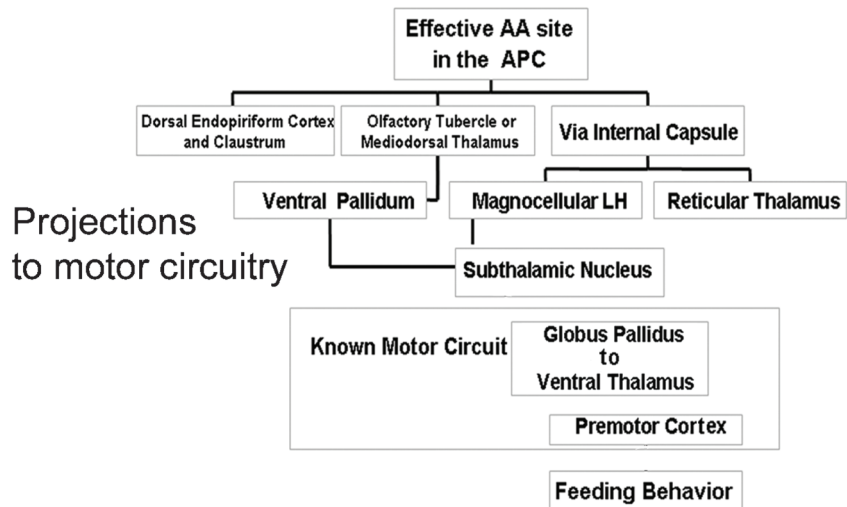 Effective AA site
in the APC
Dorsal Endopiriform Cortex
and Claustrum
Olfactory Tubercle or
Mediodorsal Thalamus
Via Internal Capsule
Ventral Pallidum
Magnocellular LH
Reticular Thalamus
Projections
to motor circuitry
Subthalamic Nucleus
Known Motor Circuit
Globus Pallidus
to
Ventral Thalamus
Premotor Cortex
Feeding Behavior